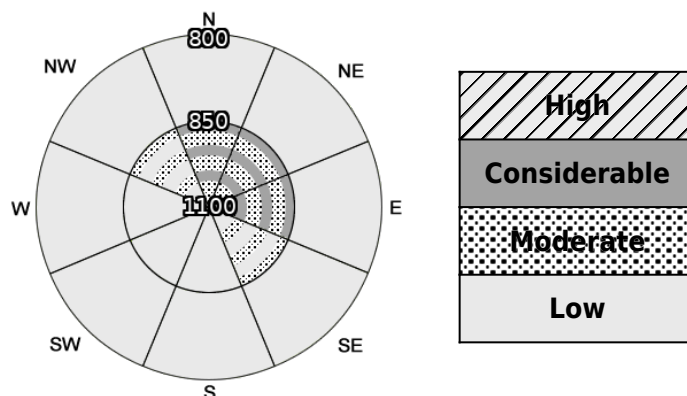 N
800
NW
NE
850
High
Considerable
W
1100
E
Moderate
Low
SW
SE
S